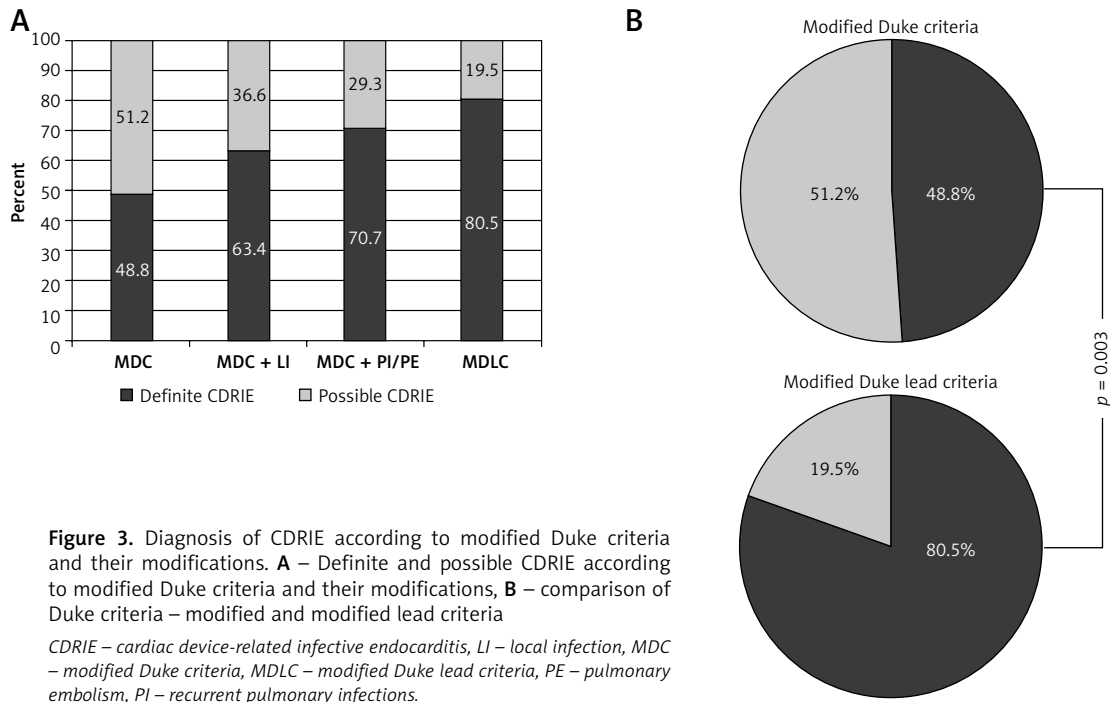 A
100
90
80
70
60
50
40
30
20
10
0
Percent
51.2
36.6
29.3
19.5
48.8
63.4
70.7
80.5
MDC MDC + LI MDC + PI/PE MDLC
Definite CDRIE Possible CDRIE
B
Modified Duke criteria
51.2% 48.8%
p = 0.003
Modified Duke lead criteria
19.5%
80.5%
Figure 3. Diagnosis of CDRIE according to modified Duke criteria
and their modifications. A – Definite and possible CDRIE according
to modified Duke criteria and their modifications, B – comparison of
Duke criteria – modified and modified lead criteria
CDRIE – cardiac device-related infective endocarditis, LI – local infection, MDC
– modified Duke criteria, MDLC – modified Duke lead criteria, PE – pulmonary
embolism, PI – recurrent pulmonary infections.